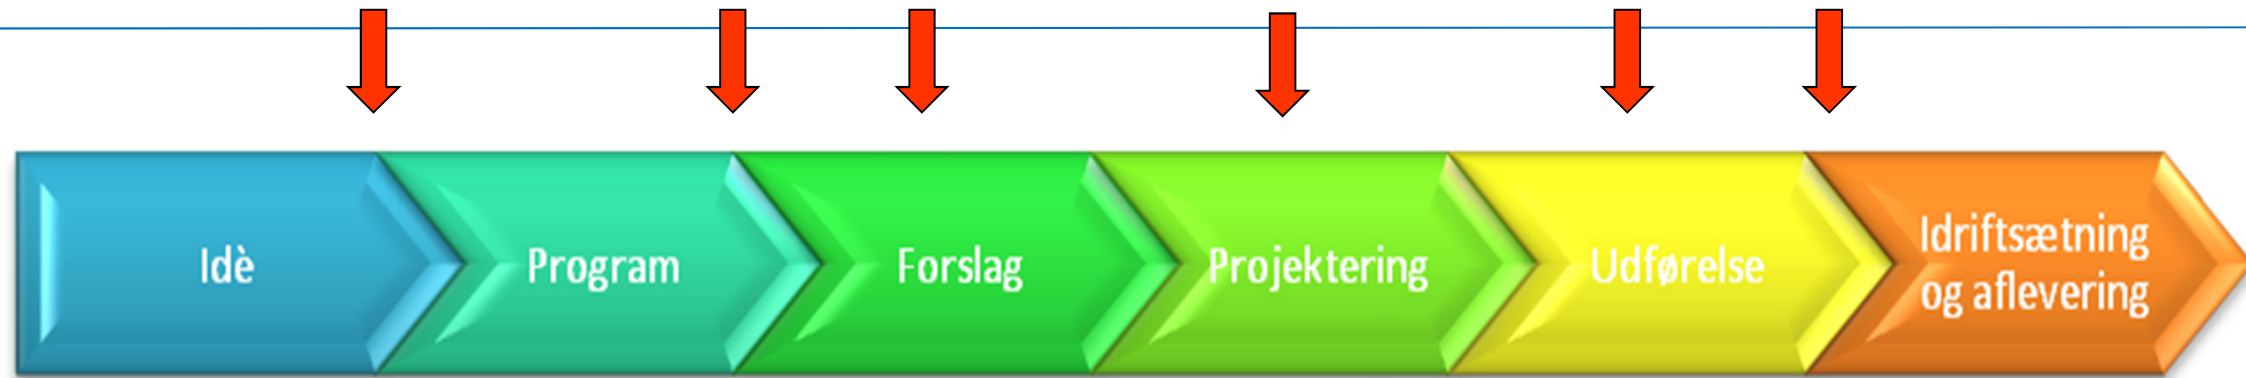 Idè
Program
Forslag
Projektering
Udførelse
Idriftsætning
og aflevering